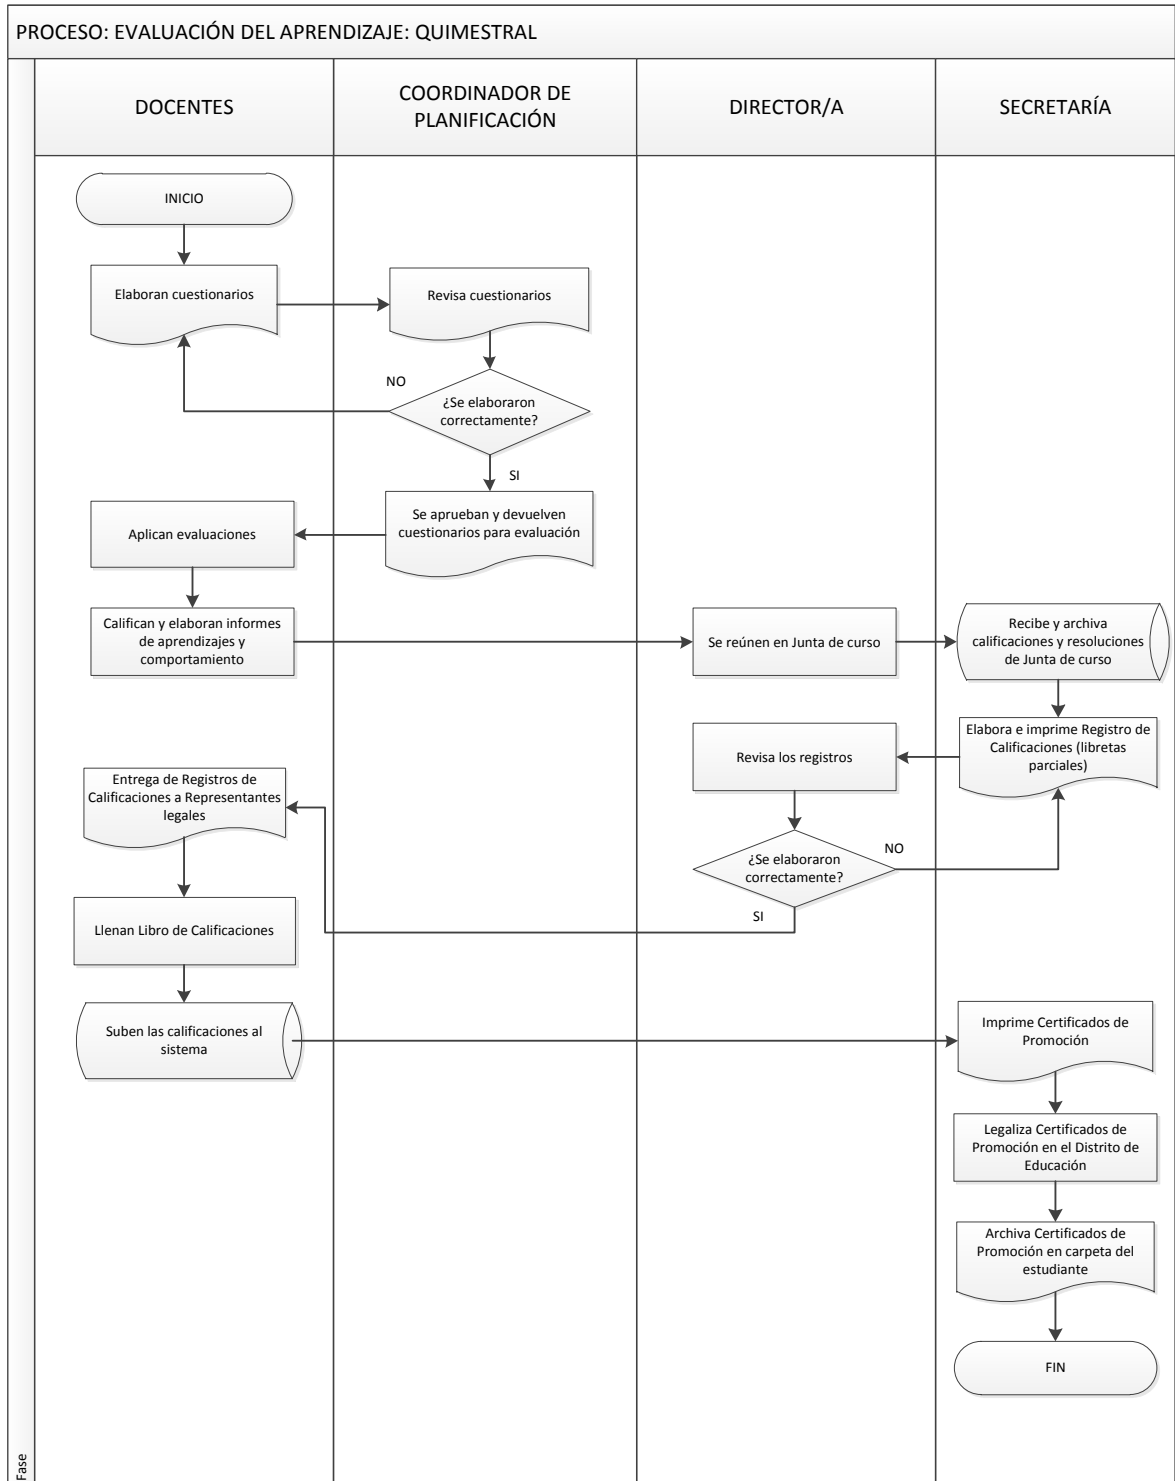 PROCESO: EVALUACIÓN DEL APRENDIZAJE: QUIMESTRAL
DOCENTES
COORDINADOR DE
PLANIFICACIÓN
DIRECTOR/A
SECRETARÍA
INICIO
Elaboran cuestionarios
Revisa cuestionarios
NO
¿Se elaboraron
correctamente?
SI
Se aprueban y devuelven
cuestionarios para evaluación
Aplican evaluaciones
Califican y elaboran informes
de aprendizajes y
comportamiento
Se reúnen en Junta de curso
Recibe y archiva
calificaciones y resoluciones
de Junta de curso
Elabora e imprime Registro de
Calificaciones (libretas
parciales)
Revisa los registros
¿Se elaboraron
correctamente?
NO
SI
Entrega de Registros de
Calificaciones a Representantes
legales
Llenan Libro de Calificaciones
Suben las calificaciones al
sistema
Imprime Certificados de
Promoción
Legaliza Certificados de
Promoción en el Distrito de
Educación
Archiva Certificados de
Promoción en carpeta del
estudiante
FIN
Fase